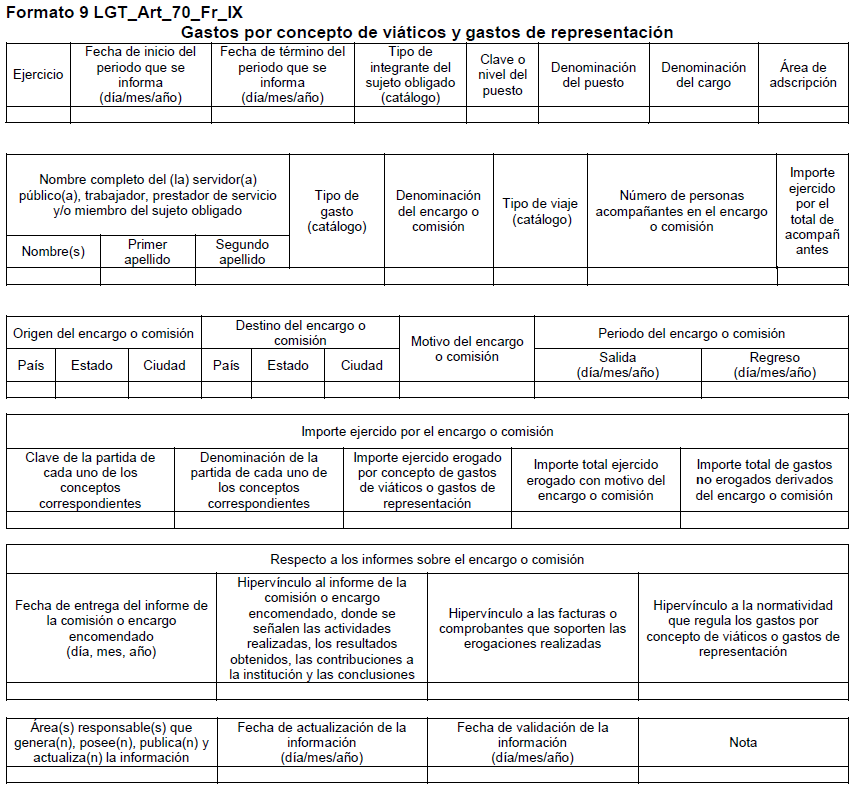 Formato 9 LGT_Art_70_Fr_IX
Gastos por concepto de viáticos y gastos de representación
Ejercicio
Fecha de inicio del
periodo que se
informa
(día/mes/año)
Fecha de término del
periodo que se
informa
(día/mes/año)
Tipo de
integrante del
sujeto obligado
(catálogo)
Clave o
nivel del
puesto
Denominación
del puesto
Denominación
del cargo
Área de
adscripción
Nombre completo del (la) servidor(a)
público(a), trabajador, prestador de servicio
y/o miembro del sujeto obligado
Nombre(s)
Primer
apellido
Segundo
apellido
Tipo de
gasto
(catálogo)
Denominación
del encargo o
comisión
Tipo de viaje
(catálogo)
Número de personas
acompañantes en el encargo
o comisión
Importe
ejercido
por el
total de
acompañ
antes
Origen del encargo o comisión
País
Estado
Ciudad
Destino del encargo o
comisión
País
Estado
Ciudad
Motivo del encargo
o comisión
Periodo del encargo o comisión
Salida
(día/mes/año)
Regreso
(día/mes/año)
Importe ejercido por el encargo o comisión
Clave de la partida de
cada uno de los
conceptos
correspondientes
Denominación de la
partida de cada uno de
los conceptos
correspondientes
Importe ejercido erogado
por concepto de gastos
de viáticos o gastos de
representación
Importe total ejercido
erogado con motivo del
encargo o comisión
Importe total de gastos
no erogados derivados
del encargo o comisión
Respecto a los informes sobre el encargo o comisión
Fecha de entrega del informe de
la comisión o encargo
encomendado
(día, mes, año)
Hipervínculo al informe de la
comisión o encargo
encomendado, donde se
señalen las actividades
realizadas, los resultados
obtenidos, las contribuciones a
la institución y las conclusiones
Hipervínculo a las facturas o
comprobantes que soporten las
erogaciones realizadas
Hipervínculo a la normatividad
que regula los gastos por
concepto de viáticos o gastos de
representación
Área(s) responsable(s) que
genera(n), posee(n), publica(n) y
actualiza(n) la información
Fecha de actualización de la
información
(día/mes/año)
Fecha de validación de la
información
(día/mes/año)
Nota